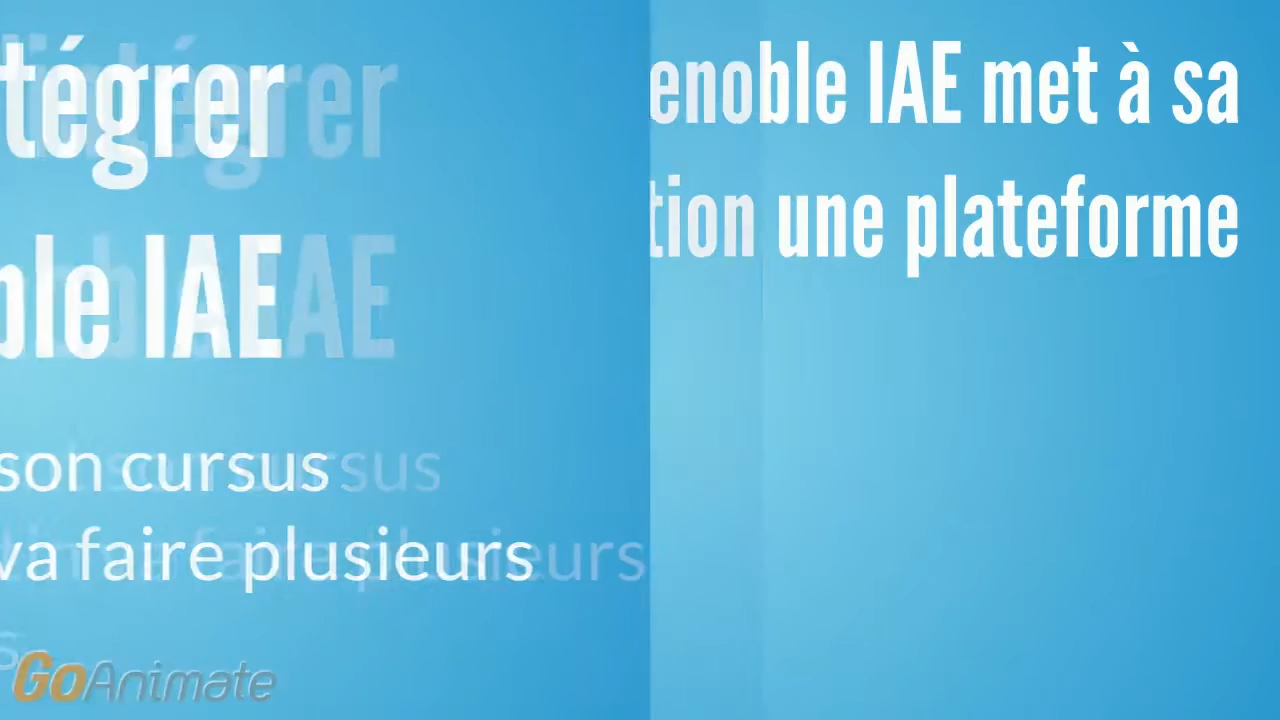 tégrer
ble IAE
son cursus
va faire plusieurs
enoble IAE met à sa
tion une plateforme
GoAnimate